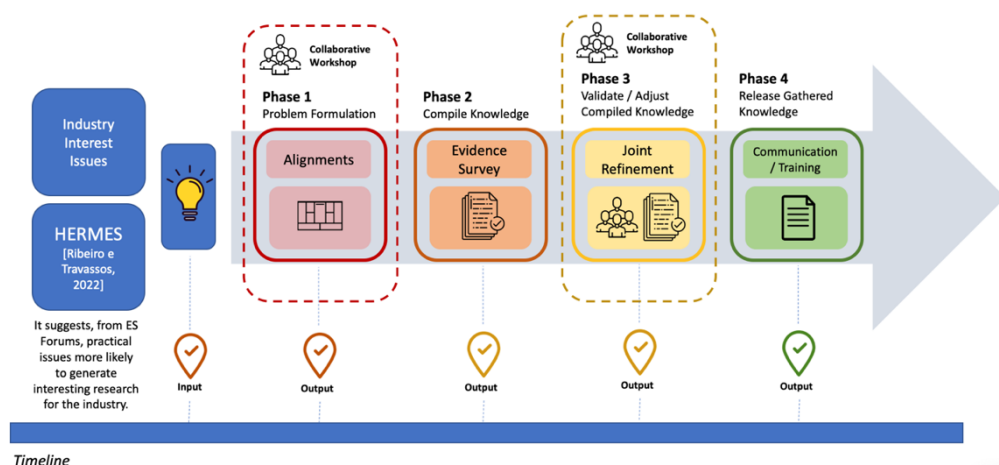 Industry
Interest
Issues
HERMES
[Ribeiro e
Travassos,
2022]
It suggests, from ES
Forums, practical
issues more likely
to generate
interesting research
for the industry.
Input
Collaborative
Workshop
Phase 1
Problem Formulation
Alignments
Output
Phase 2
Compile Knowledge
Evidence
Survey
Output
Collaborative
Workshop
Phase 3
Validate / Adjust
Compiled Knowledge
Joint
Refinement
Output
Phase 4
Release Gathered
Knowledge
Communication
/ Training
Output
Timeline